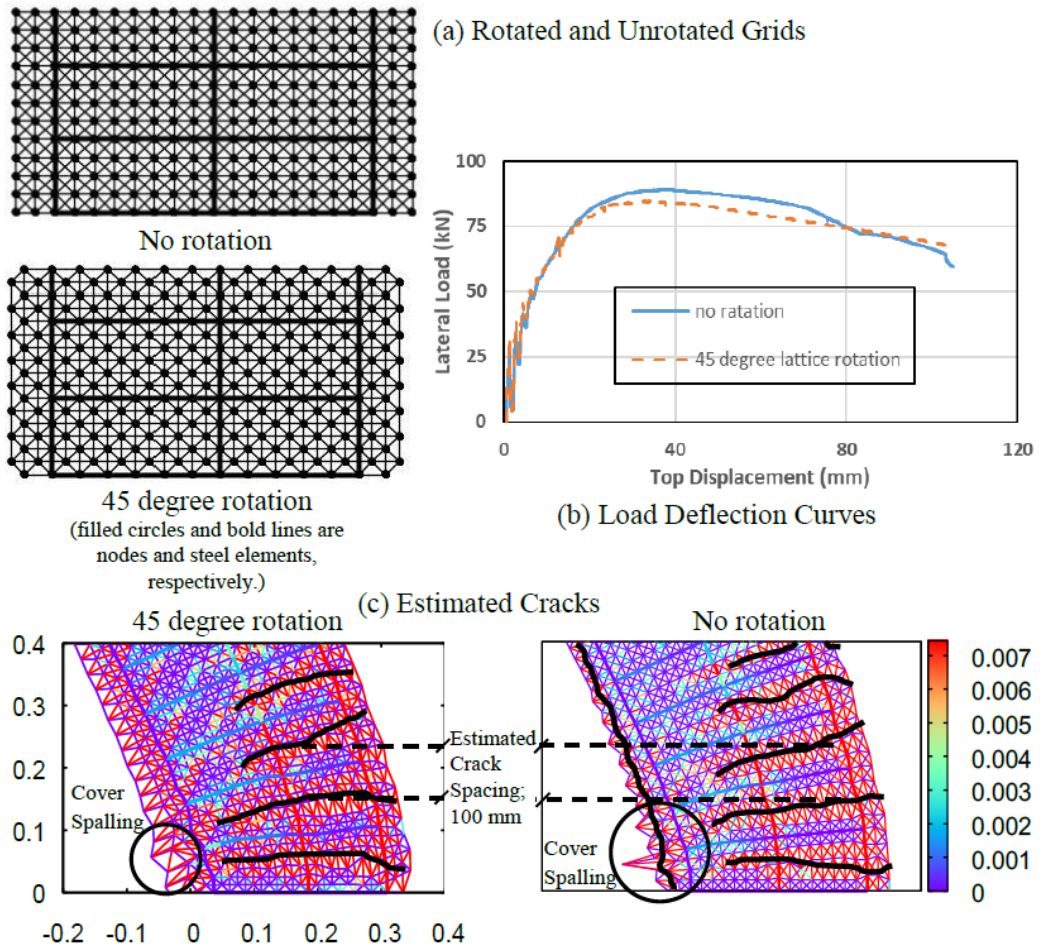 (a) Rotated and Unrotated Grids
No rotation
45 degree rotation
(filled circles and bold lines are
nodes and steel elements,
respectively.)
100
75
50
25
0
Lateral Load (kN)
no ratation
45 degree lattice rotation
0
40
80
120
Top Displacement (mm)
(b) Load Deflection Curves
(c) Estimated Cracks
45 degree rotation
No rotation
0.4
0.3
0.2
0.1
0
-0.2
-0.1
0
0.1
0.2
0.3
0.4
Cover
Spalling
Estimated
Crack
Spacing;
100 mm
Cover
Spalling
0.007
0.006
0.005
0.004
0.003
0.002
0.001
0